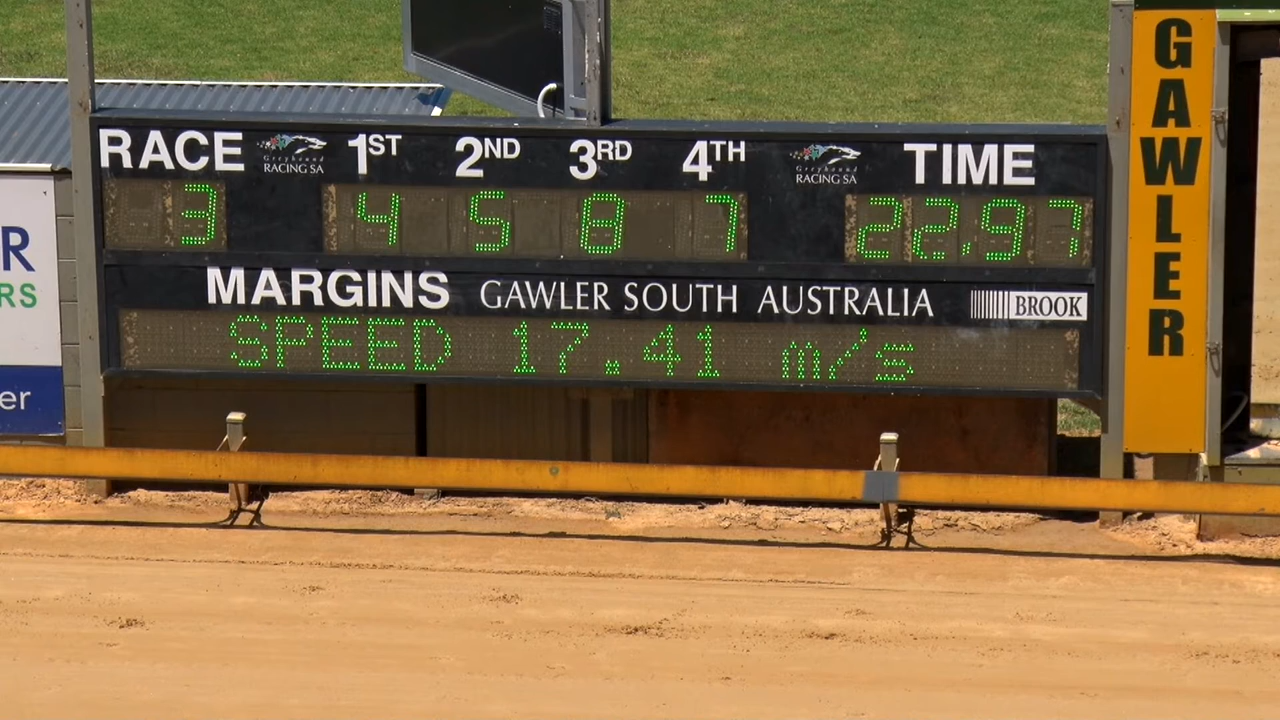 RACE Greyhound RACING SA 1ST 2ND 3RD 4TH Greyhound RACING SA TIME
3 4 5 8 7 22.97
MARGINS GAWLER SOUTH AUSTRALIA BROOK
SPEED 17.41 m/s
GAWLER
R
RS
er